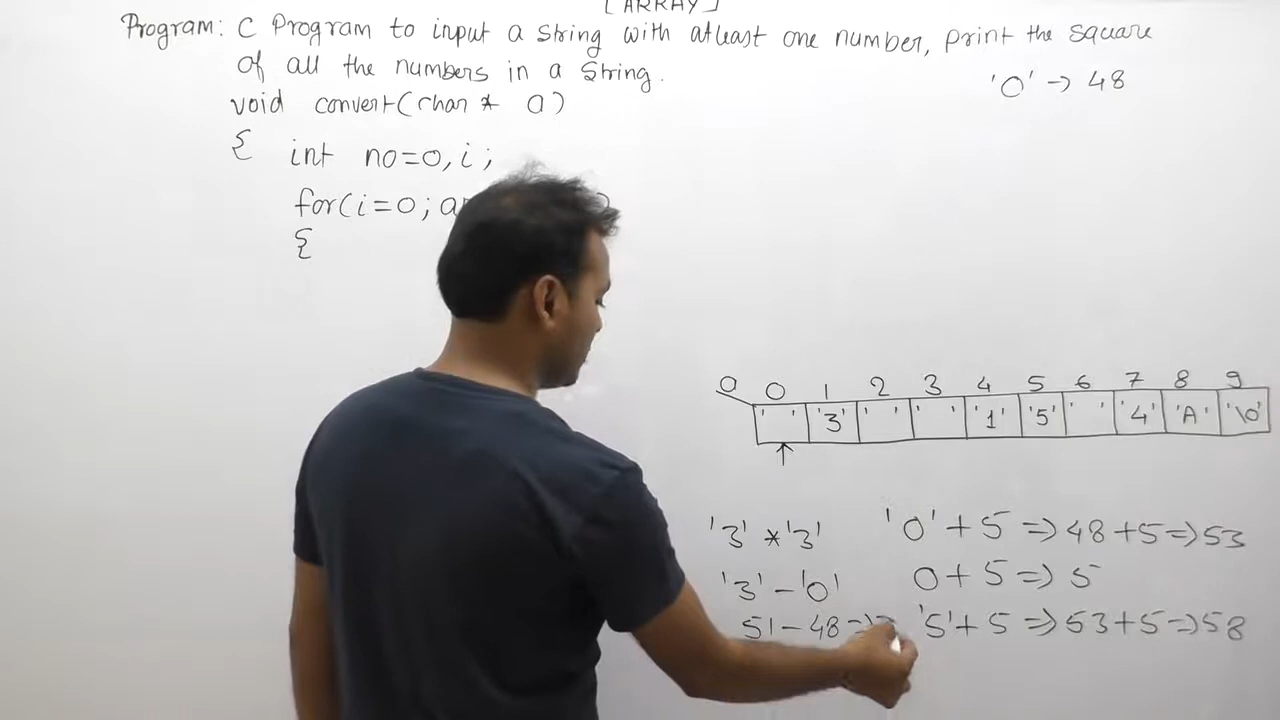 [ARRAY]
Program: C Program to input a string with atleast one number, print the square
of all the numbers in a string.
'0' -> 48
void convert(char * a)
{ int no=0,i;
for(i=0; a
{
a 0 1 2 3 4 5 6 7 8 9
' ' '3' ' ' ' ' '1' '5' ' ' '4' 'A' '\0'
'3' * '3'
'3' - '0'
51-48=>
'0' + 5 => 48+5=>53
0+5=> 5
'5'+5 => 53+5=>58